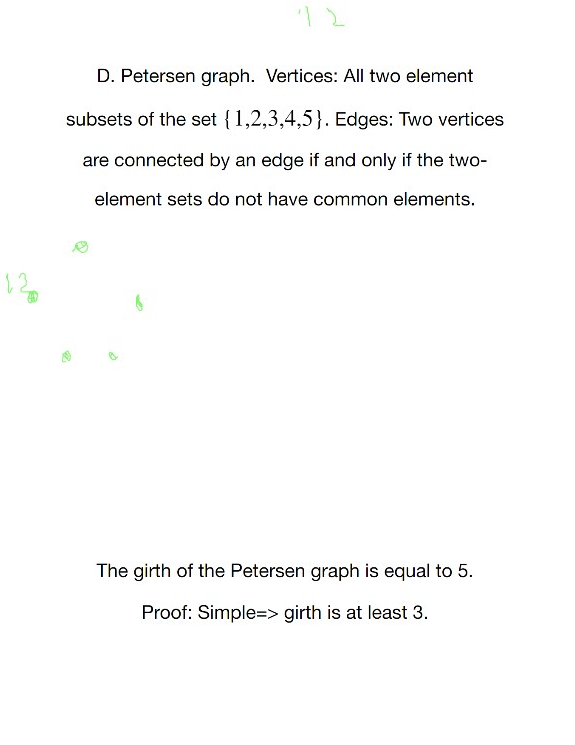 12
D. Petersen graph. Vertices: All two element
subsets of the set {1,2,3,4,5}. Edges: Two vertices
are connected by an edge if and only if the two-
element sets do not have common elements.
12
The girth of the Petersen graph is equal to 5.
Proof: Simple=> girth is at least 3.